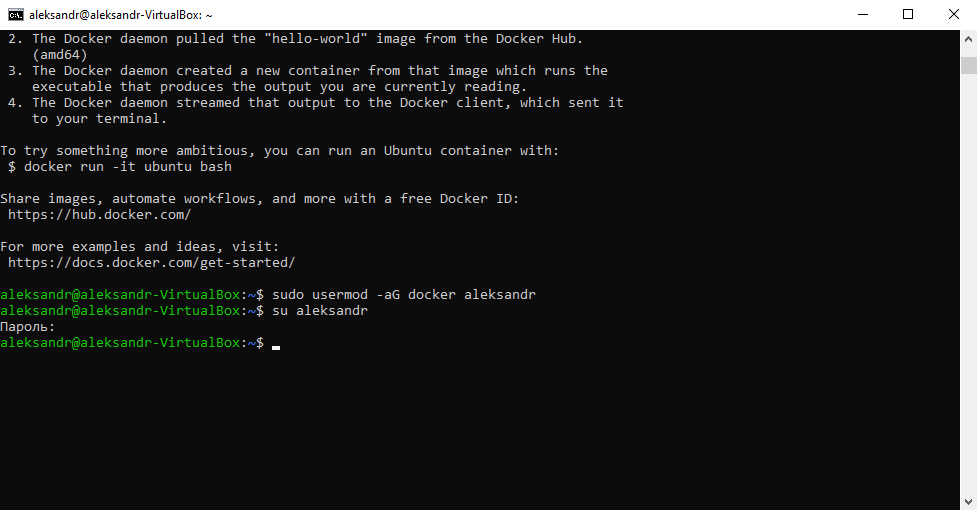 aleksandr@aleksandr-VirtualBox: ~
2. The Docker daemon pulled the "hello-world" image from the Docker Hub.
(amd64)
3. The Docker daemon created a new container from that image which runs the
executable that produces the output you are currently reading.
4. The Docker daemon streamed that output to the Docker client, which sent it
to your terminal.
To try something more ambitious, you can run an Ubuntu container with:
$ docker run -it ubuntu bash
Share images, automate workflows, and more with a free Docker ID:
https://hub.docker.com/
For more examples and ideas, visit:
https://docs.docker.com/get-started/
aleksandr@aleksandr-VirtualBox:~$ sudo usermod -aG docker aleksandr
aleksandr@aleksandr-VirtualBox:~$ su aleksandr
Пароль:
aleksandr@aleksandr-VirtualBox:~$